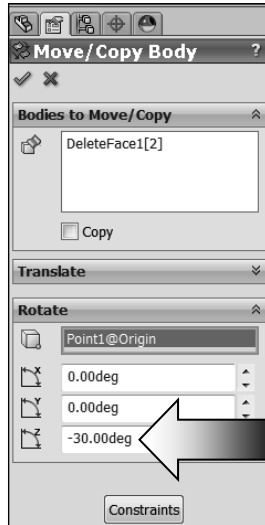 Move/Copy Body ?
Bodies to Move/Copy
DeleteFace1[2]
Copy
Translate
Rotate
Point1@Origin
X 0.00deg
Y 0.00deg
Z -30.00deg
Constraints